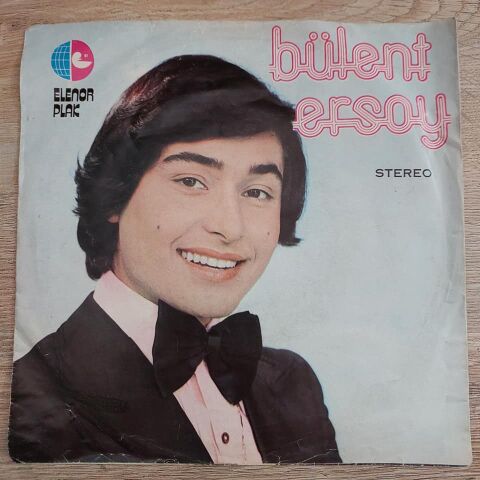 bülent
ersoy
ELENOR
PLAK
STEREO